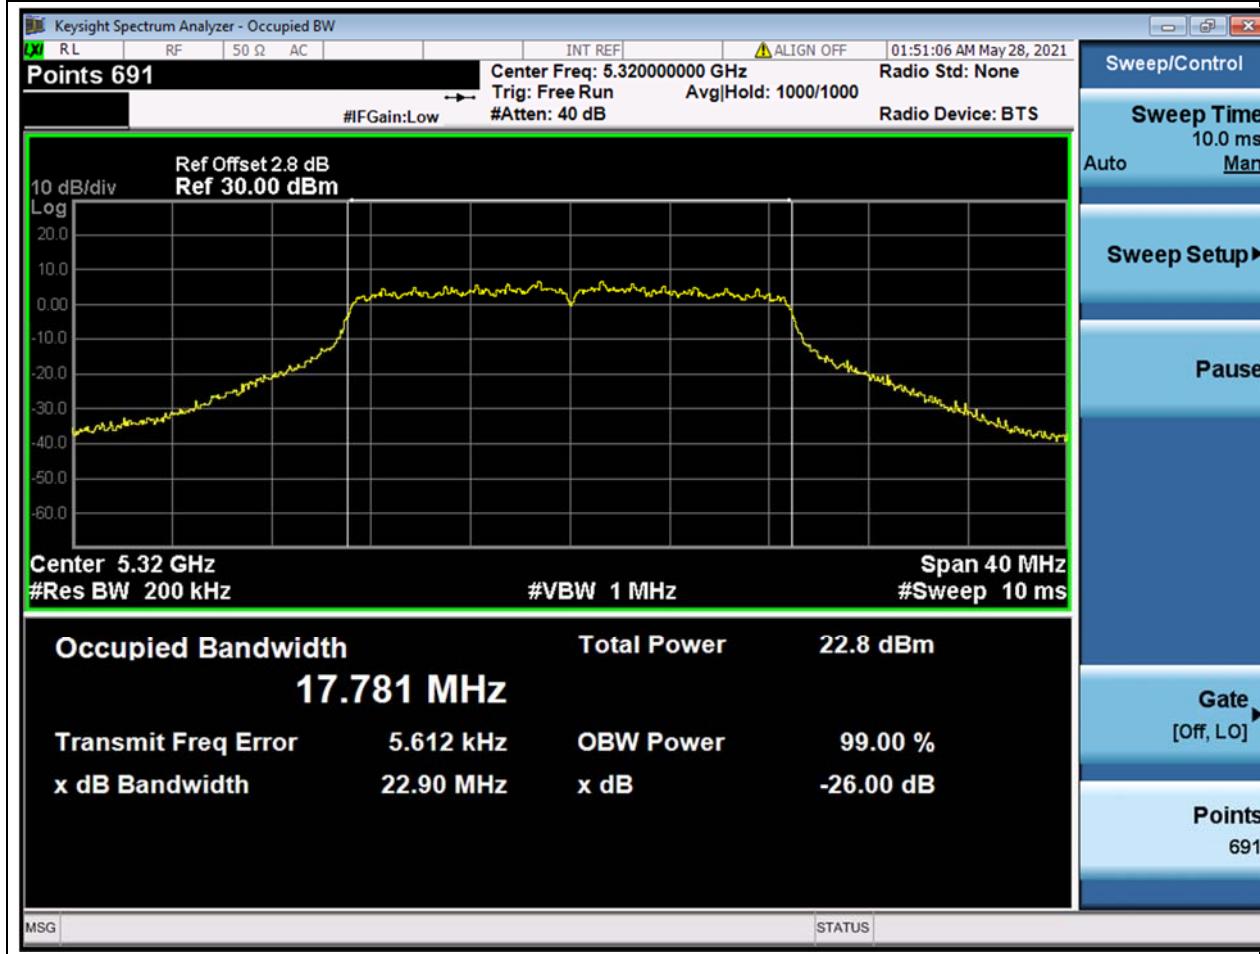 Keysight Spectrum Analyzer - Occupied BW
LXI RL RF 50 Ω AC INT REF ALIGN OFF 01:51:06 AM May 28, 2021
Points 691
Center Freq: 5.320000000 GHz Radio Std: None
Trig: Free Run Avg|Hold: 1000/1000
#IFGain:Low #Atten: 40 dB Radio Device: BTS
Ref Offset 2.8 dB
10 dB/div Ref 30.00 dBm
Log
20.0
10.0
0.00
-10.0
-20.0
-30.0
-40.0
-50.0
-60.0
Center 5.32 GHz Span 40 MHz
#Res BW 200 kHz #VBW 1 MHz #Sweep 10 ms
Occupied Bandwidth Total Power 22.8 dBm
17.781 MHz
Transmit Freq Error 5.612 kHz OBW Power 99.00 %
x dB Bandwidth 22.90 MHz x dB -26.00 dB
MSG STATUS
Sweep/Control
Sweep Time
10.0 ms
Auto Man
Sweep Setup
Pause
Gate
[Off, LO]
Points
691